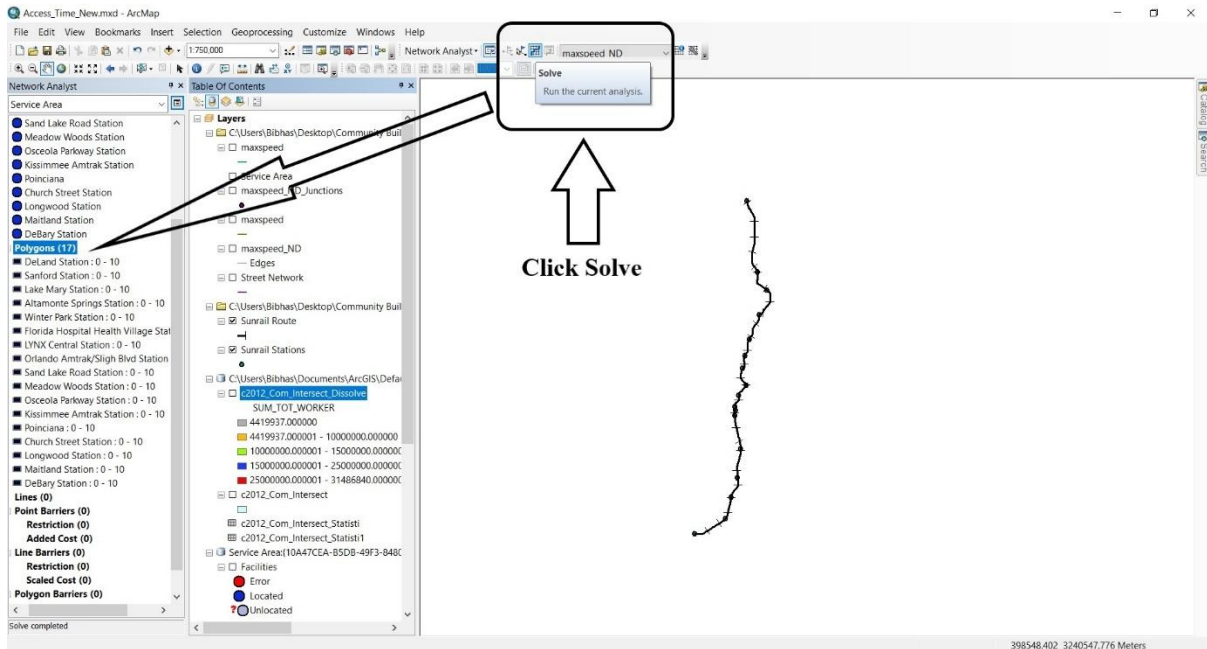 Access_Time_New.mxd - ArcMap
File Edit View Bookmarks Insert Selection Geoprocessing Customize Windows Help
1:750,000
Network Analyst
maxspeed_ND
Solve
Run the current analysis.
Click Solve
Network Analyst
Service Area
Sand Lake Road Station
Meadow Woods Station
Osceola Parkway Station
Kissimmee Amtrak Station
Poinciana
Church Street Station
Longwood Station
Maitland Station
DeBary Station
Polygons (17)
DeLand Station : 0 - 10
Sanford Station : 0 - 10
Lake Mary Station : 0 - 10
Altamonte Springs Station : 0 - 10
Winter Park Station : 0 - 10
Florida Hospital Health Village Stat
LYNX Central Station : 0 - 10
Orlando Amtrak/Sligh Blvd Station
Sand Lake Road Station : 0 - 10
Meadow Woods Station : 0 - 10
Osceola Parkway Station : 0 - 10
Kissimmee Amtrak Station : 0 - 10
Poinciana : 0 - 10
Church Street Station : 0 - 10
Longwood Station : 0 - 10
Maitland Station : 0 - 10
DeBary Station : 0 - 10
Lines (0)
Point Barriers (0)
Restriction (0)
Added Cost (0)
Line Barriers (0)
Restriction (0)
Scaled Cost (0)
Polygon Barriers (0)
Solve completed
Table Of Contents
Layers
C:\Users\Bibhas\Desktop\Community Buil
maxspeed
Service Area
maxspeed_ND_Junctions
maxspeed
maxspeed_ND
Edges
Street Network
C:\Users\Bibhas\Desktop\Community Buil
Sunrail Route
Sunrail Stations
C:\Users\Bibhas\Documents\ArcGIS\Defau
c2012_Com_Intersect_Dissolve
SUM_TOT_WORKER
4419937.000000
4419937.000001 - 10000000.000000
10000000.000001 - 15000000.00000
15000000.000001 - 25000000.00000
25000000.000001 - 31486840.00000
c2012_Com_Intersect
c2012_Com_Intersect_Statisti
c2012_Com_Intersect_Statisti1
Service Area:{10A47CEA-B5DB-49F3-848
Facilities
Error
Located
? Unlocated
Catalog
Search
398548.402 3240547.776 Meters